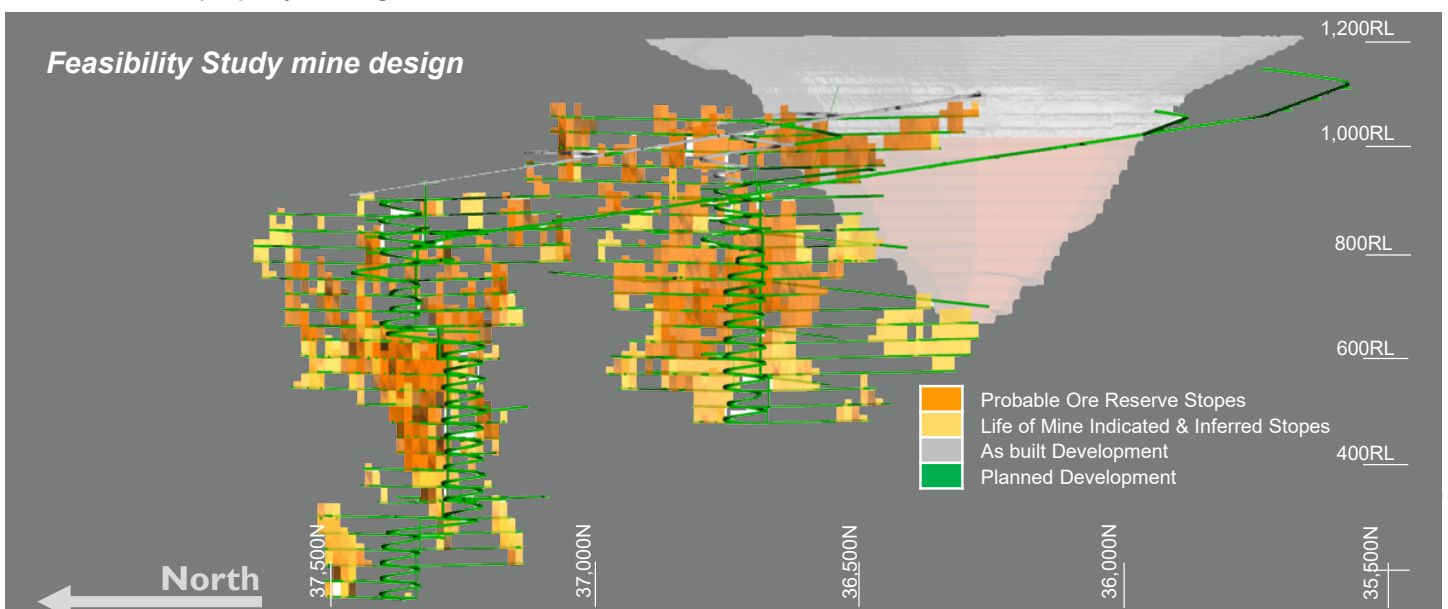 Feasibility Study mine design
1,200RL
1,000RL
800RL
600RL
Probable Ore Reserve Stopes
Life of Mine Indicated & Inferred Stopes
As built Development
Planned Development
400RL
North
37,500N
37,000N
36,500N
36,000N
35,500N